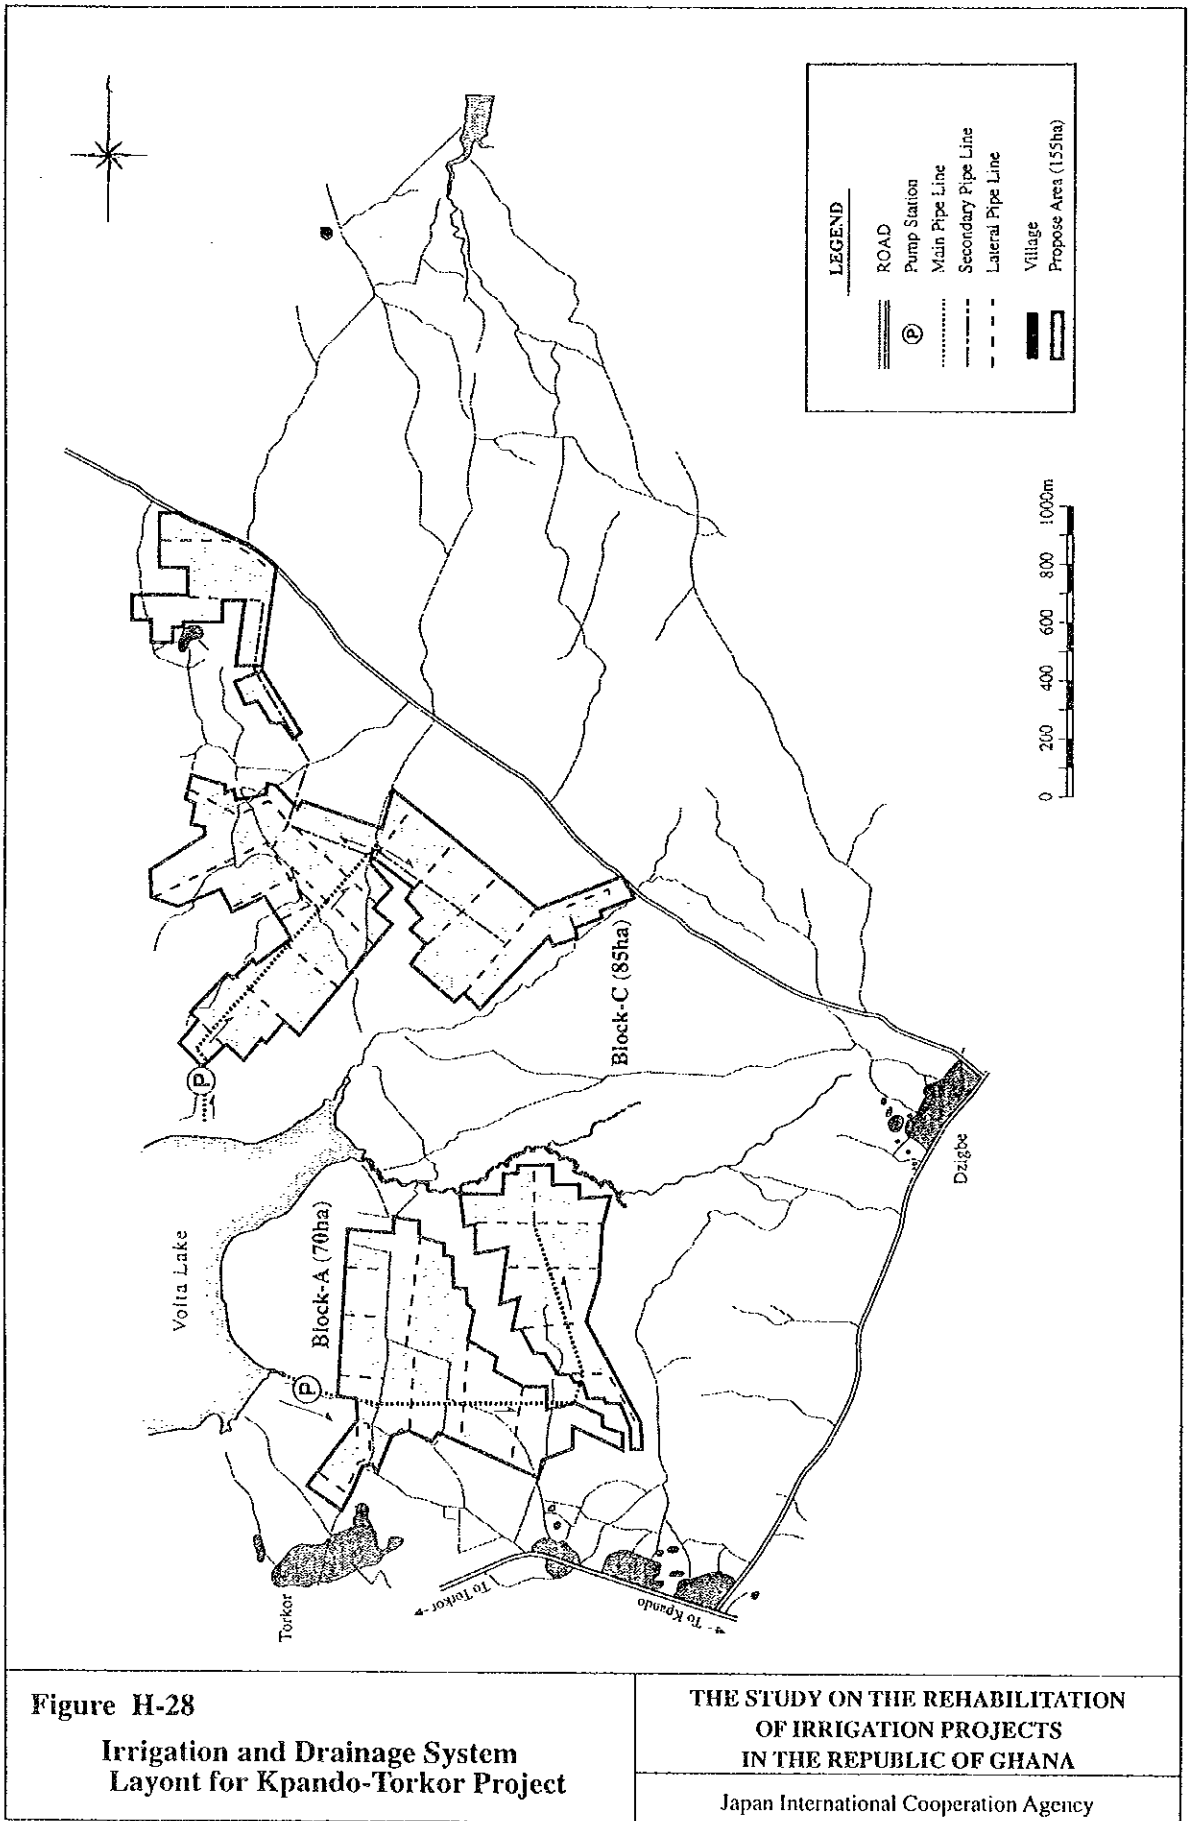 LEGEND
ROAD
P Pump Station
Main Pipe Line
Secondary Pipe Line
Lateral Pipe Line
Village
Propose Area (155ha)
0 200 400 600 800 1000m
Volta Lake
P
P
Block-A (70ha)
Block-C (85ha)
Dzigbe
Torkor
To Torkor
To Kpando
Figure H-28
Irrigation and Drainage System
Layont for Kpando-Torkor Project
THE STUDY ON THE REHABILITATION
OF IRRIGATION PROJECTS
IN THE REPUBLIC OF GHANA
Japan International Cooperation Agency